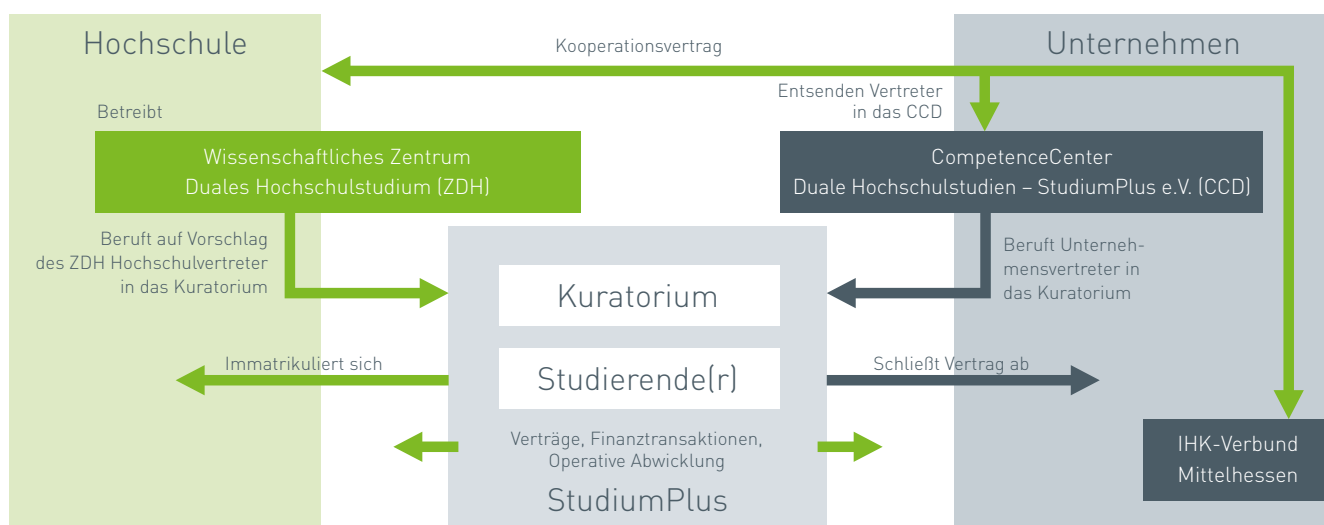 Hochschule
Kooperationsvertrag
Unternehmen
Entsenden Vertreter
in das CCD
Betreibt
Wissenschaftliches Zentrum
Duales Hochschulstudium (ZDH)
CompetenceCenter
Duale Hochschulstudien – StudiumPlus e.V. (CCD)
Beruft auf Vorschlag
des ZDH Hochschulvertreter
in das Kuratorium
Beruft Unterneh-
mensvertreter in
das Kuratorium
Kuratorium
Immatrikuliert sich
Studierende(r)
Schließt Vertrag ab
Verträge, Finanztransaktionen,
Operative Abwicklung
StudiumPlus
IHK-Verbund
Mittelhessen